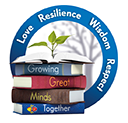 Love Resilience Wisdom Respect
Growing
Great
Minds
Together